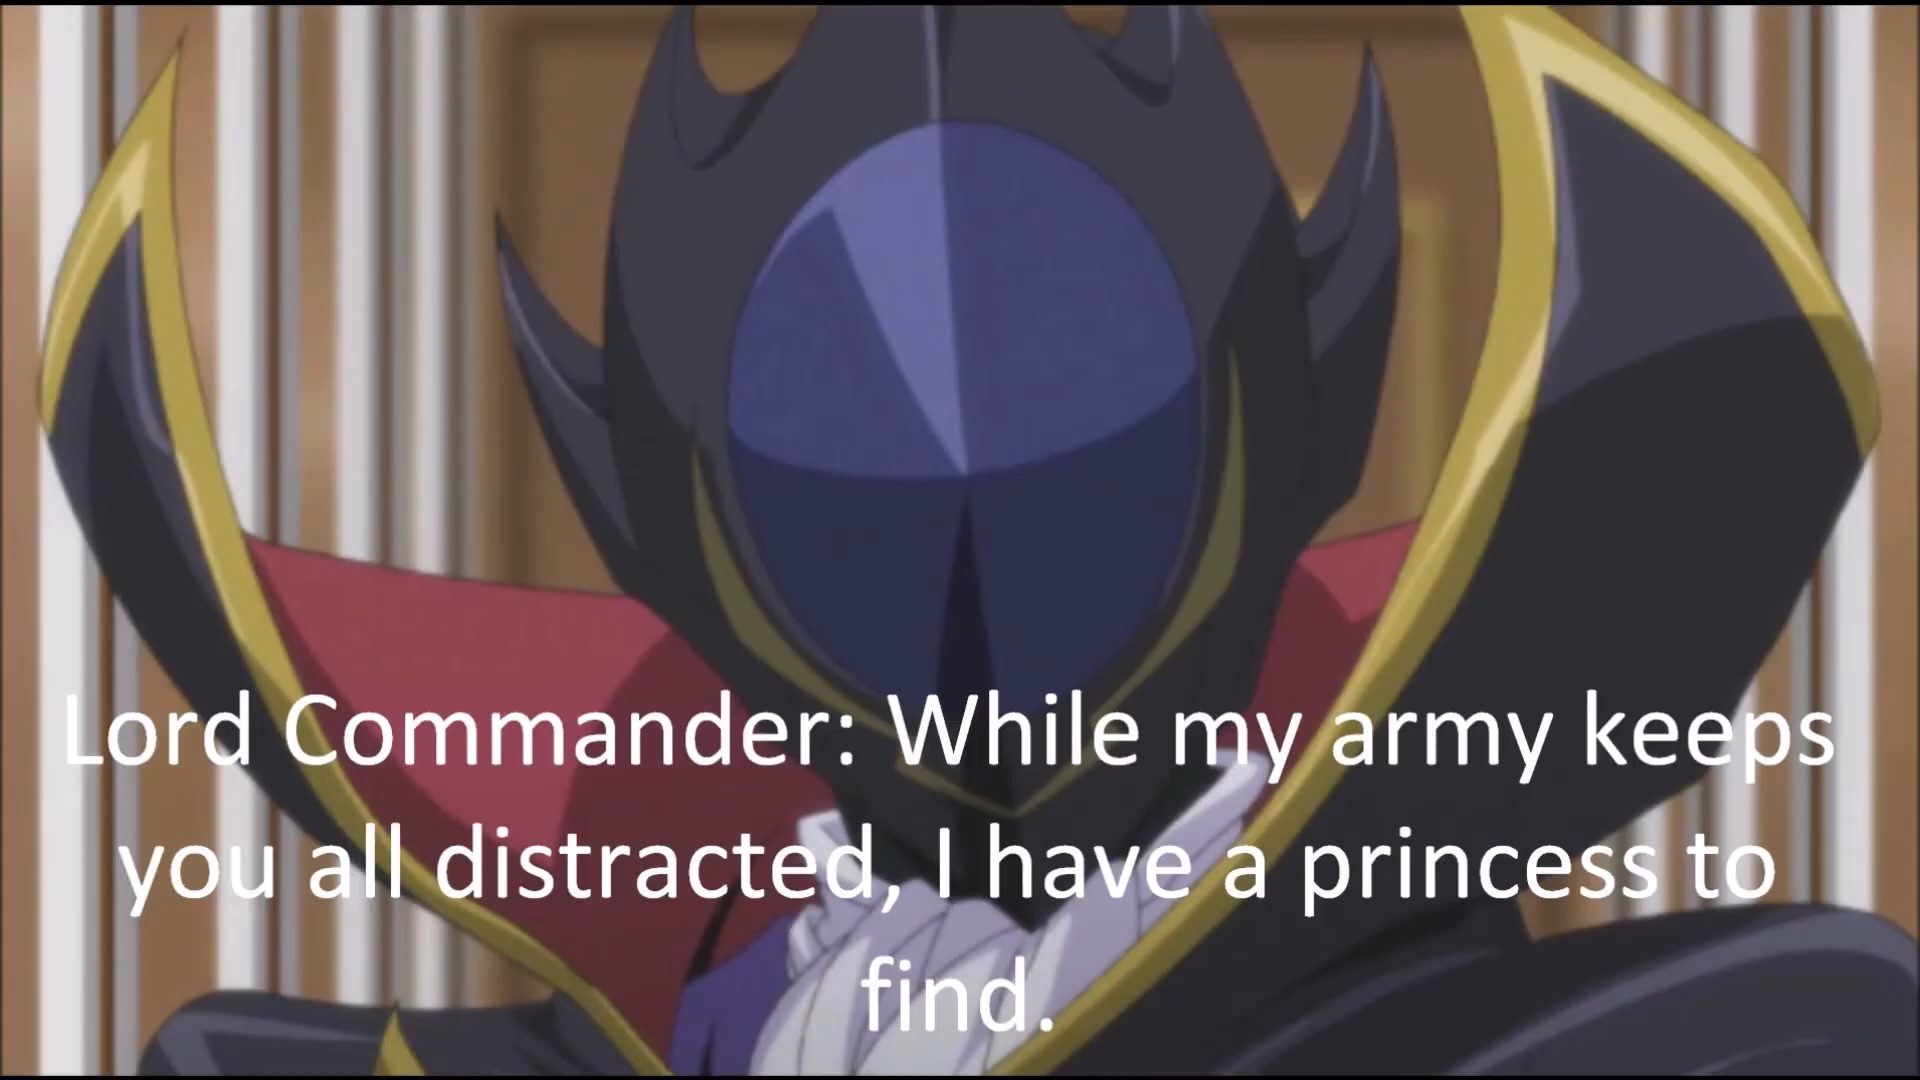 Lord Commander: While my army keeps
you all distracted, I have a princess to
find.